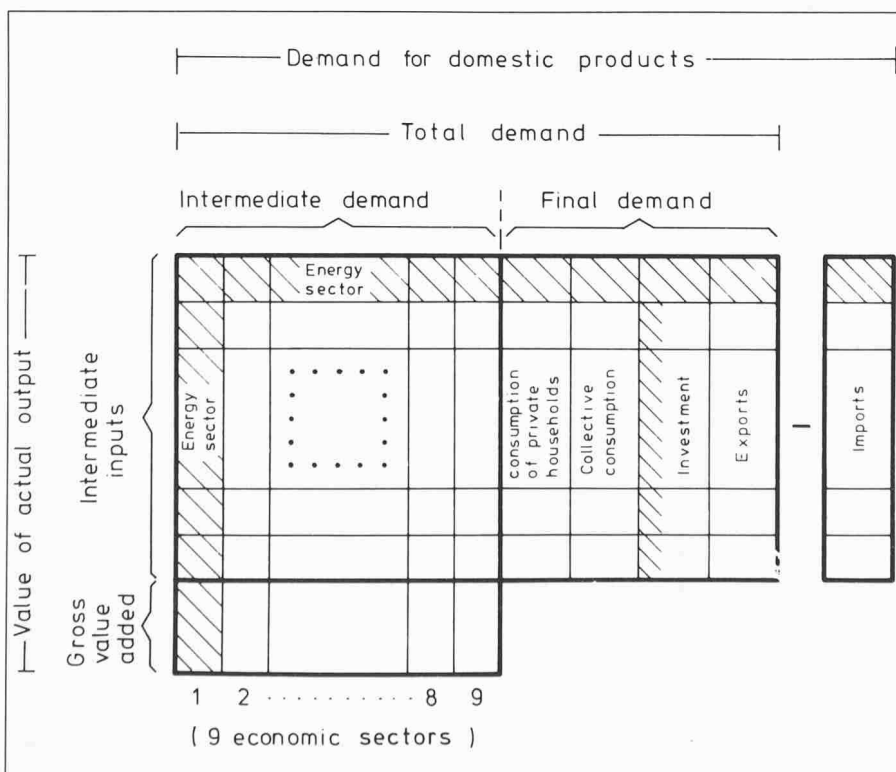 Demand for domestic products
Total demand
Intermediate demand
Final demand
Value of actual output
Intermediate
inputs
Gross
value
added
Energy
sector
Energy
sector
consumption
of private
households
Collective
consumption
Investment
Exports
Imports
1 2 · · · · · · · · · · 8 9
( 9 economic sectors )